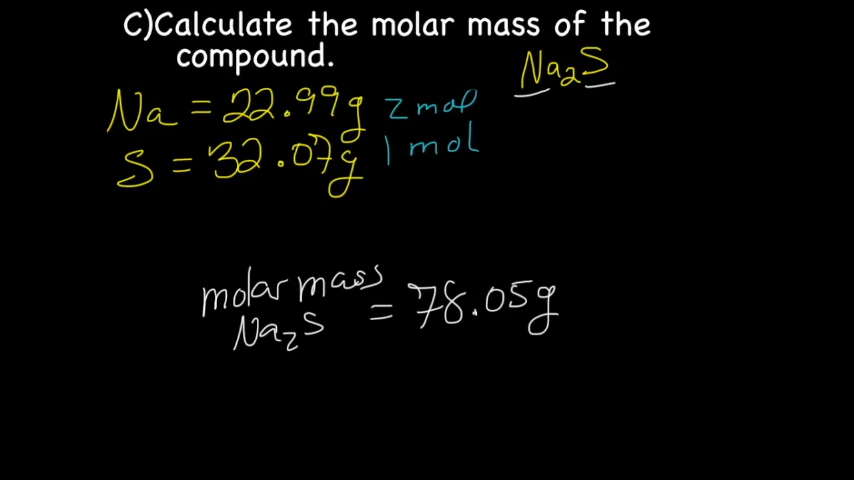 C)Calculate the molar mass of the
compound.
Na₂S
Na = 22.99g 2 mol
S = 32.07g 1 mol
molar mass
Na₂S = 78.05g